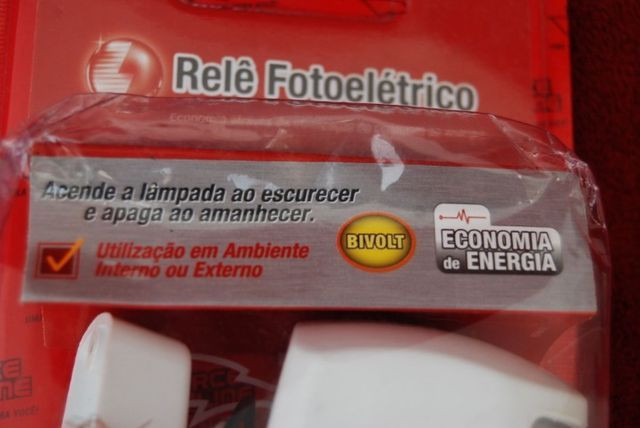 Relê Fotoelétrico
Acende a lâmpada ao escurecer
e apaga ao amanhecer.
Utilização em Ambiente
Interno ou Externo
BIVOLT
ECONOMIA
de ENERGIA